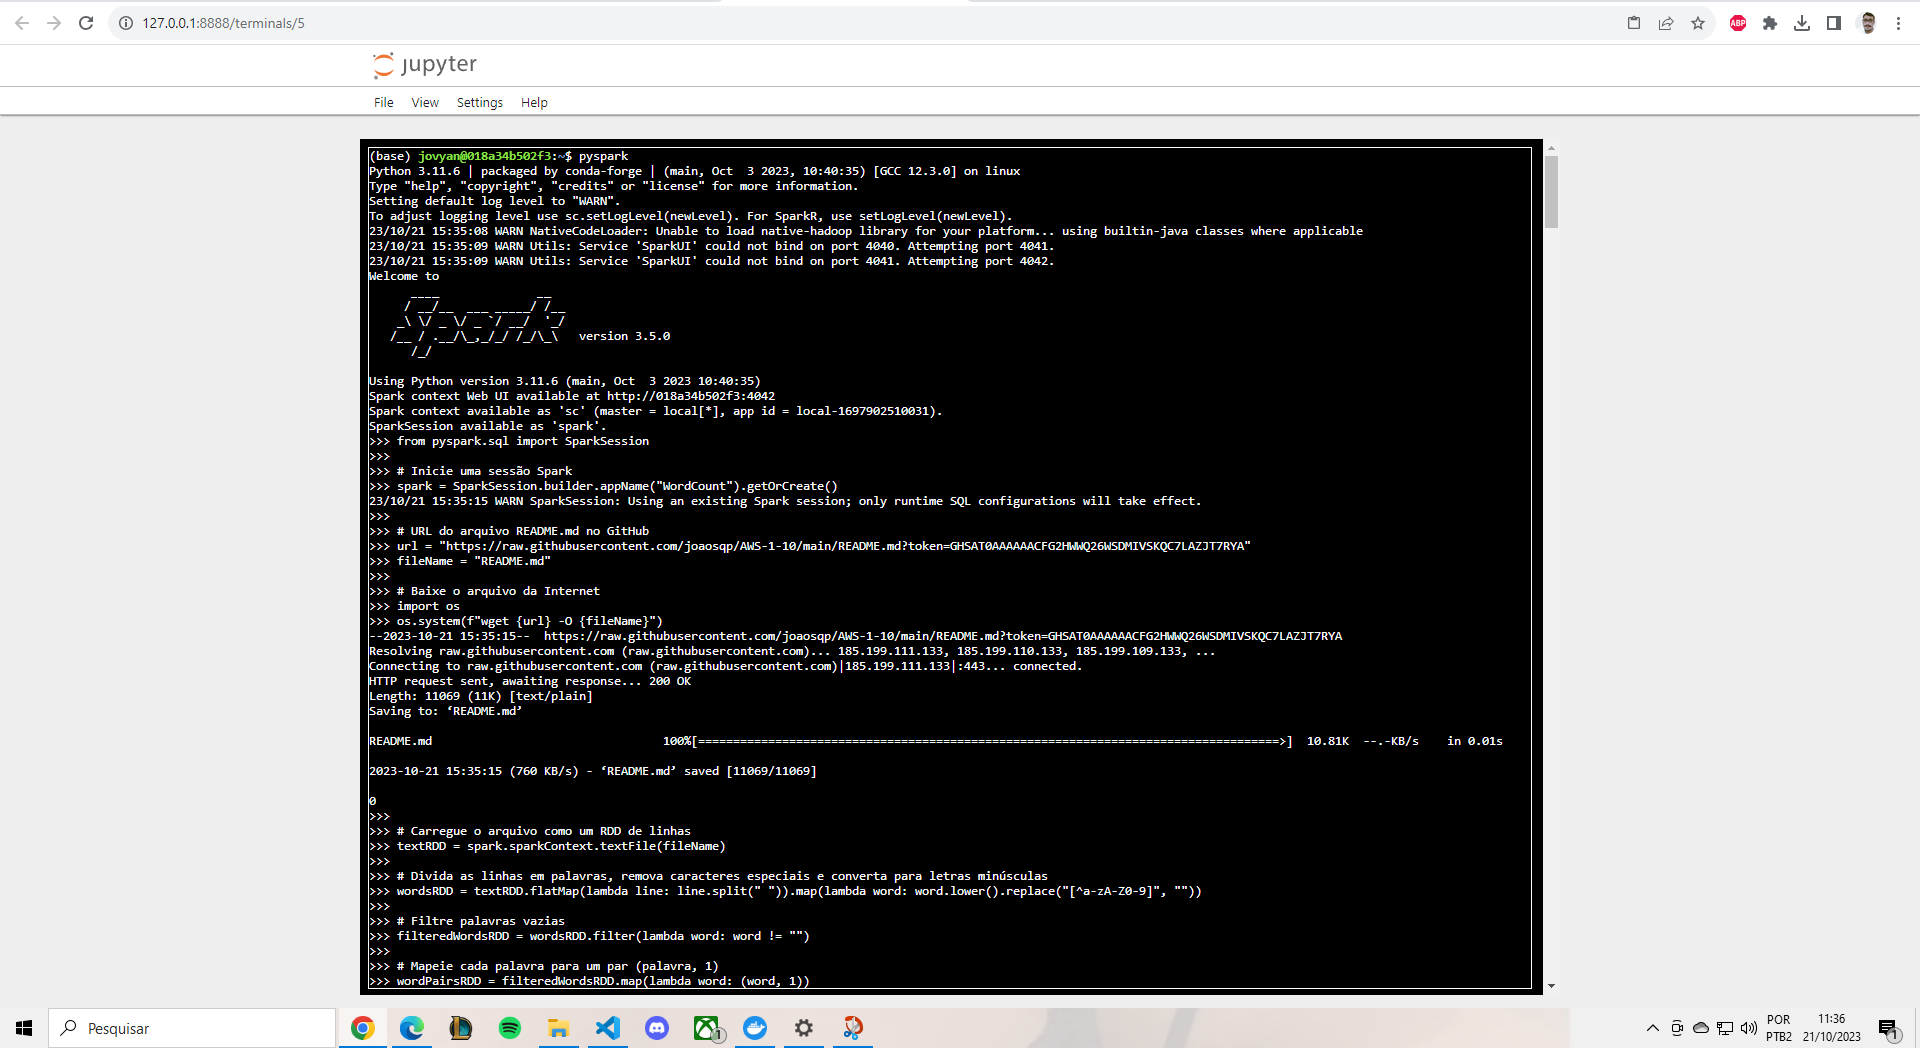 127.0.0.1:8888/terminals/5
ABP
jupyter
File View Settings Help
(base) jovyan@018a34b502f3:~$ pyspark
Python 3.11.6 | packaged by conda-forge | (main, Oct  3 2023, 10:40:35) [GCC 12.3.0] on linux
Type "help", "copyright", "credits" or "license" for more information.
Setting default log level to "WARN".
To adjust logging level use sc.setLogLevel(newLevel). For SparkR, use setLogLevel(newLevel).
23/10/21 15:35:08 WARN NativeCodeLoader: Unable to load native-hadoop library for your platform... using builtin-java classes where applicable
23/10/21 15:35:09 WARN Utils: Service 'SparkUI' could not bind on port 4040. Attempting port 4041.
23/10/21 15:35:09 WARN Utils: Service 'SparkUI' could not bind on port 4041. Attempting port 4042.
Welcome to
      ____              __
     / __/__  ___ _____/ /__
    _\ \/ _ \/ _ `/ __/  '_/
   /__ / .__/\_,_/_/ /_/\_\   version 3.5.0
      /_/
Using Python version 3.11.6 (main, Oct  3 2023 10:40:35)
Spark context Web UI available at http://018a34b502f3:4042
Spark context available as 'sc' (master = local[*], app id = local-1697902510031).
SparkSession available as 'spark'.
>>> from pyspark.sql import SparkSession
>>>
>>> # Inicie uma sessão Spark
>>> spark = SparkSession.builder.appName("WordCount").getOrCreate()
23/10/21 15:35:15 WARN SparkSession: Using an existing Spark session; only runtime SQL configurations will take effect.
>>>
>>> # URL do arquivo README.md no GitHub
>>> url = "https://raw.githubusercontent.com/joaosqp/AWS-1-10/main/README.md?token=GHSAT0AAAAAACFG2HWWQ26WSDMIVSKQC7LAZJT7RYA"
>>> fileName = "README.md"
>>>
>>> # Baixe o arquivo da Internet
>>> import os
>>> os.system(f"wget {url} -O {fileName}")
--2023-10-21 15:35:15--  https://raw.githubusercontent.com/joaosqp/AWS-1-10/main/README.md?token=GHSAT0AAAAAACFG2HWWQ26WSDMIVSKQC7LAZJT7RYA
Resolving raw.githubusercontent.com (raw.githubusercontent.com)... 185.199.111.133, 185.199.110.133, 185.199.109.133, ...
Connecting to raw.githubusercontent.com (raw.githubusercontent.com)|185.199.111.133|:443... connected.
HTTP request sent, awaiting response... 200 OK
Length: 11069 (11K) [text/plain]
Saving to: ‘README.md’
README.md                                 100%[===================================================================================>]  10.81K  --.-KB/s    in 0.01s
2023-10-21 15:35:15 (760 KB/s) - ‘README.md’ saved [11069/11069]
0
>>>
>>> # Carregue o arquivo como um RDD de linhas
>>> textRDD = spark.sparkContext.textFile(fileName)
>>>
>>> # Divida as linhas em palavras, remova caracteres especiais e converta para letras minúsculas
>>> wordsRDD = textRDD.flatMap(lambda line: line.split(" ")).map(lambda word: word.lower().replace("[^a-zA-Z0-9]", ""))
>>>
>>> # Filtre palavras vazias
>>> filteredWordsRDD = wordsRDD.filter(lambda word: word != "")
>>>
>>> # Mapeie cada palavra para um par (palavra, 1)
>>> wordPairsRDD = filteredWordsRDD.map(lambda word: (word, 1))
Pesquisar
1
POR
PTB2
11:36
21/10/2023
1